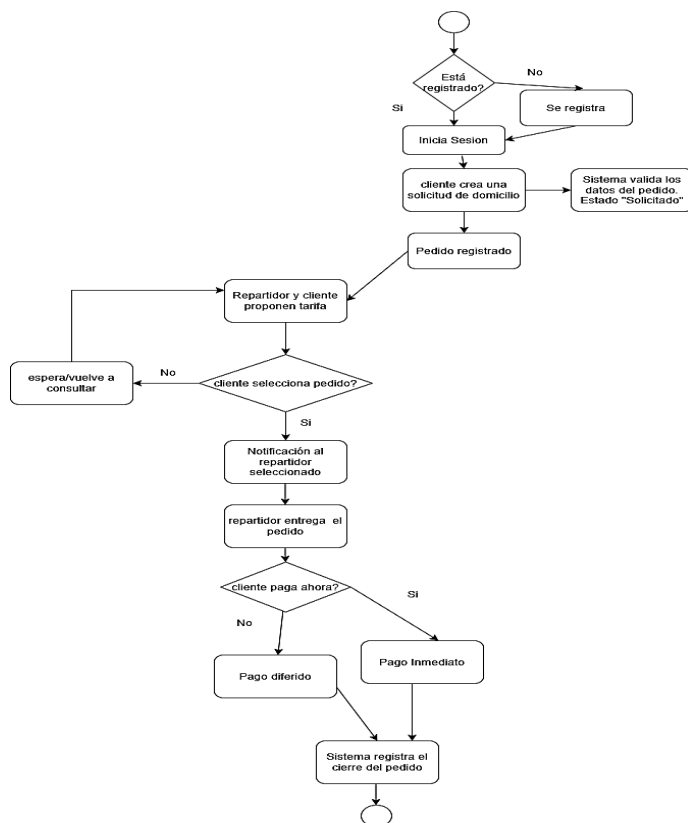 Está
registrado?
No
Si
Se registra
Inicia Sesion
cliente crea una
solicitud de domicilio
Sistema valida los
datos del pedido.
Estado "Solicitado"
Pedido registrado
Repartidor y cliente
proponen tarifa
espera/vuelve a
consultar
No
cliente selecciona pedido?
Si
Notificación al
repartidor
seleccionado
repartidor entrega el
pedido
cliente paga ahora?
Si
No
Pago diferido
Pago Inmediato
Sistema registra el
cierre del pedido